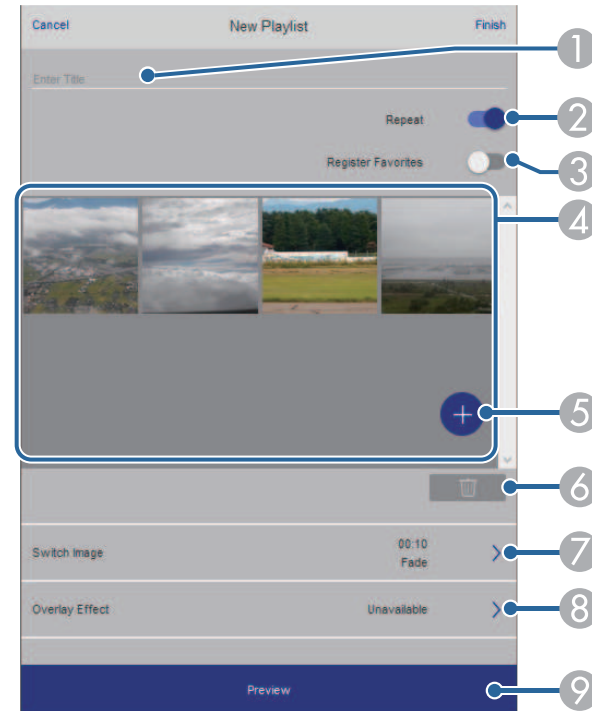 Cancel New Playlist Finish
1
Enter Title
Repeat 2
Register Favorites 3
4
+ 5
6
Switch Image 00:10 7
Fade
Overlay Effect Unavailable 8
Preview 9